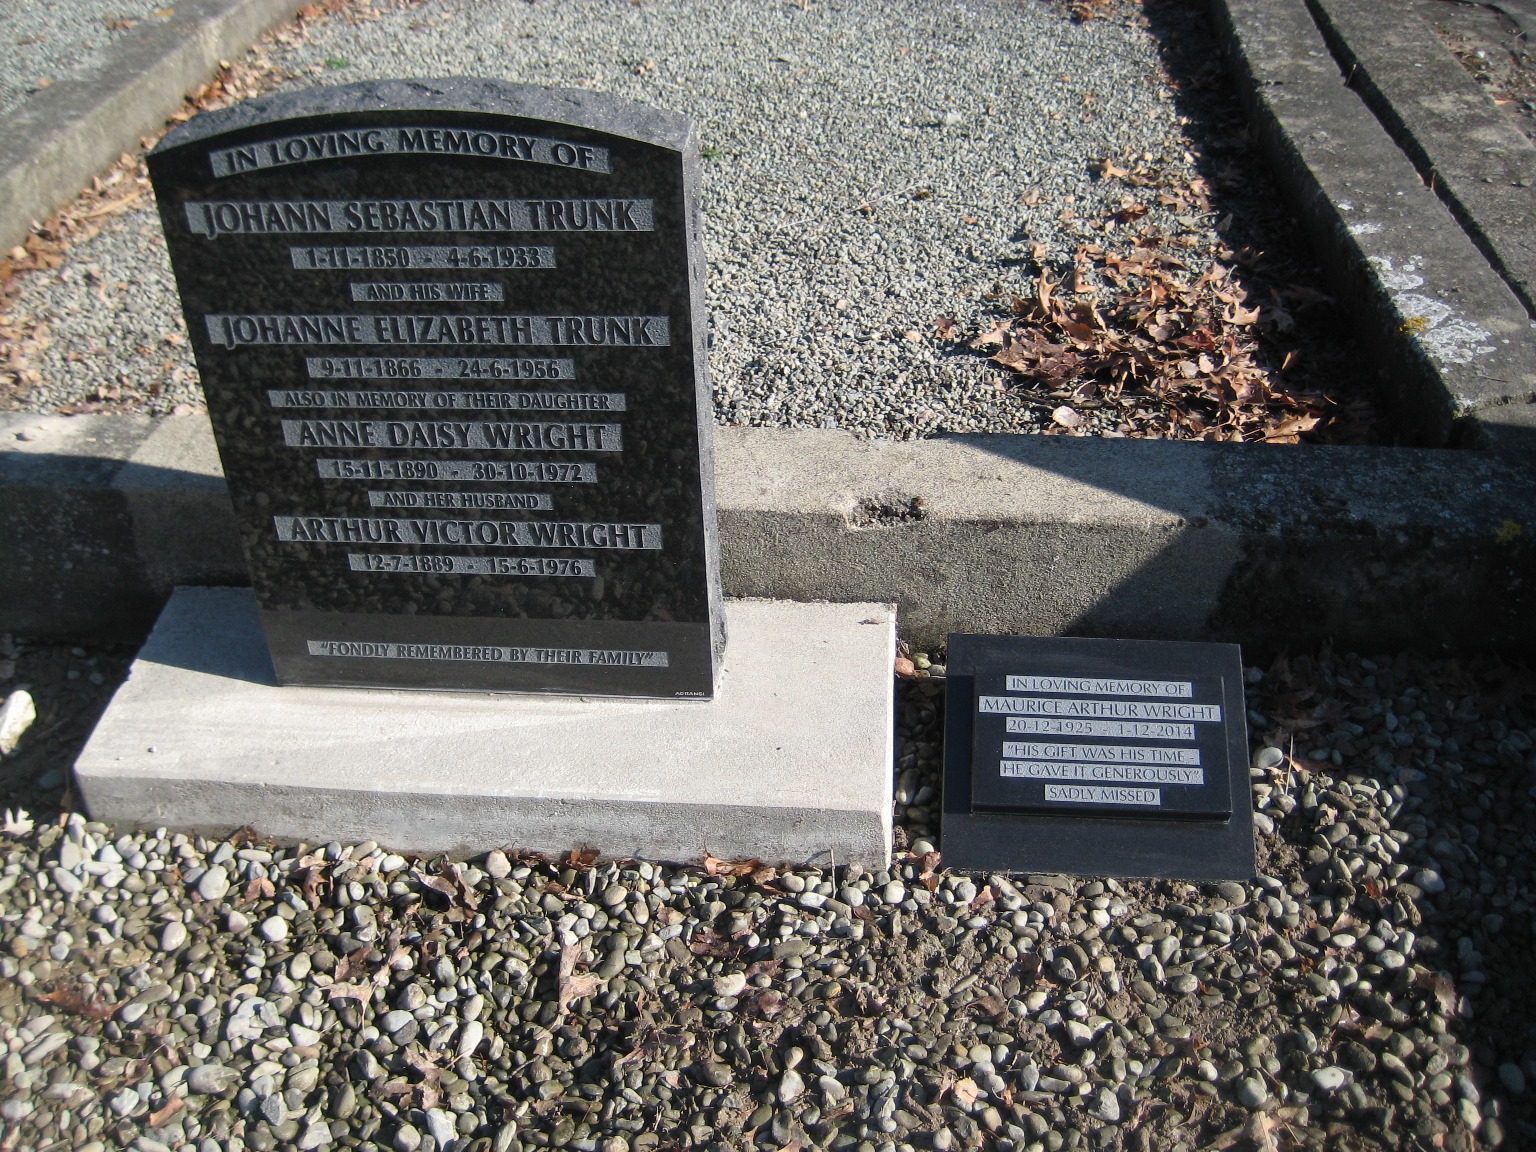 IN LOVING MEMORY OF
JOHANN SEBASTIAN TRUNK
1-11-1850 - 4-6-1933
AND HIS WIFE
JOHANNE ELIZABETH TRUNK
9-11-1866 - 24-6-1956
ALSO IN MEMORY OF THEIR DAUGHTER
ANNE DAISY WRIGHT
15-11-1890 - 30-10-1972
AND HER HUSBAND
ARTHUR VICTOR WRIGHT
12-7-1889 - 15-6-1976
"FONDLY REMEMBERED BY THEIR FAMILY"
IN LOVING MEMORY OF
MAURICE ARTHUR WRIGHT
20-12-1925 - 1-12-2014
"HIS GIFT WAS HIS TIME -
HE GAVE IT GENEROUSLY"
SADLY MISSED